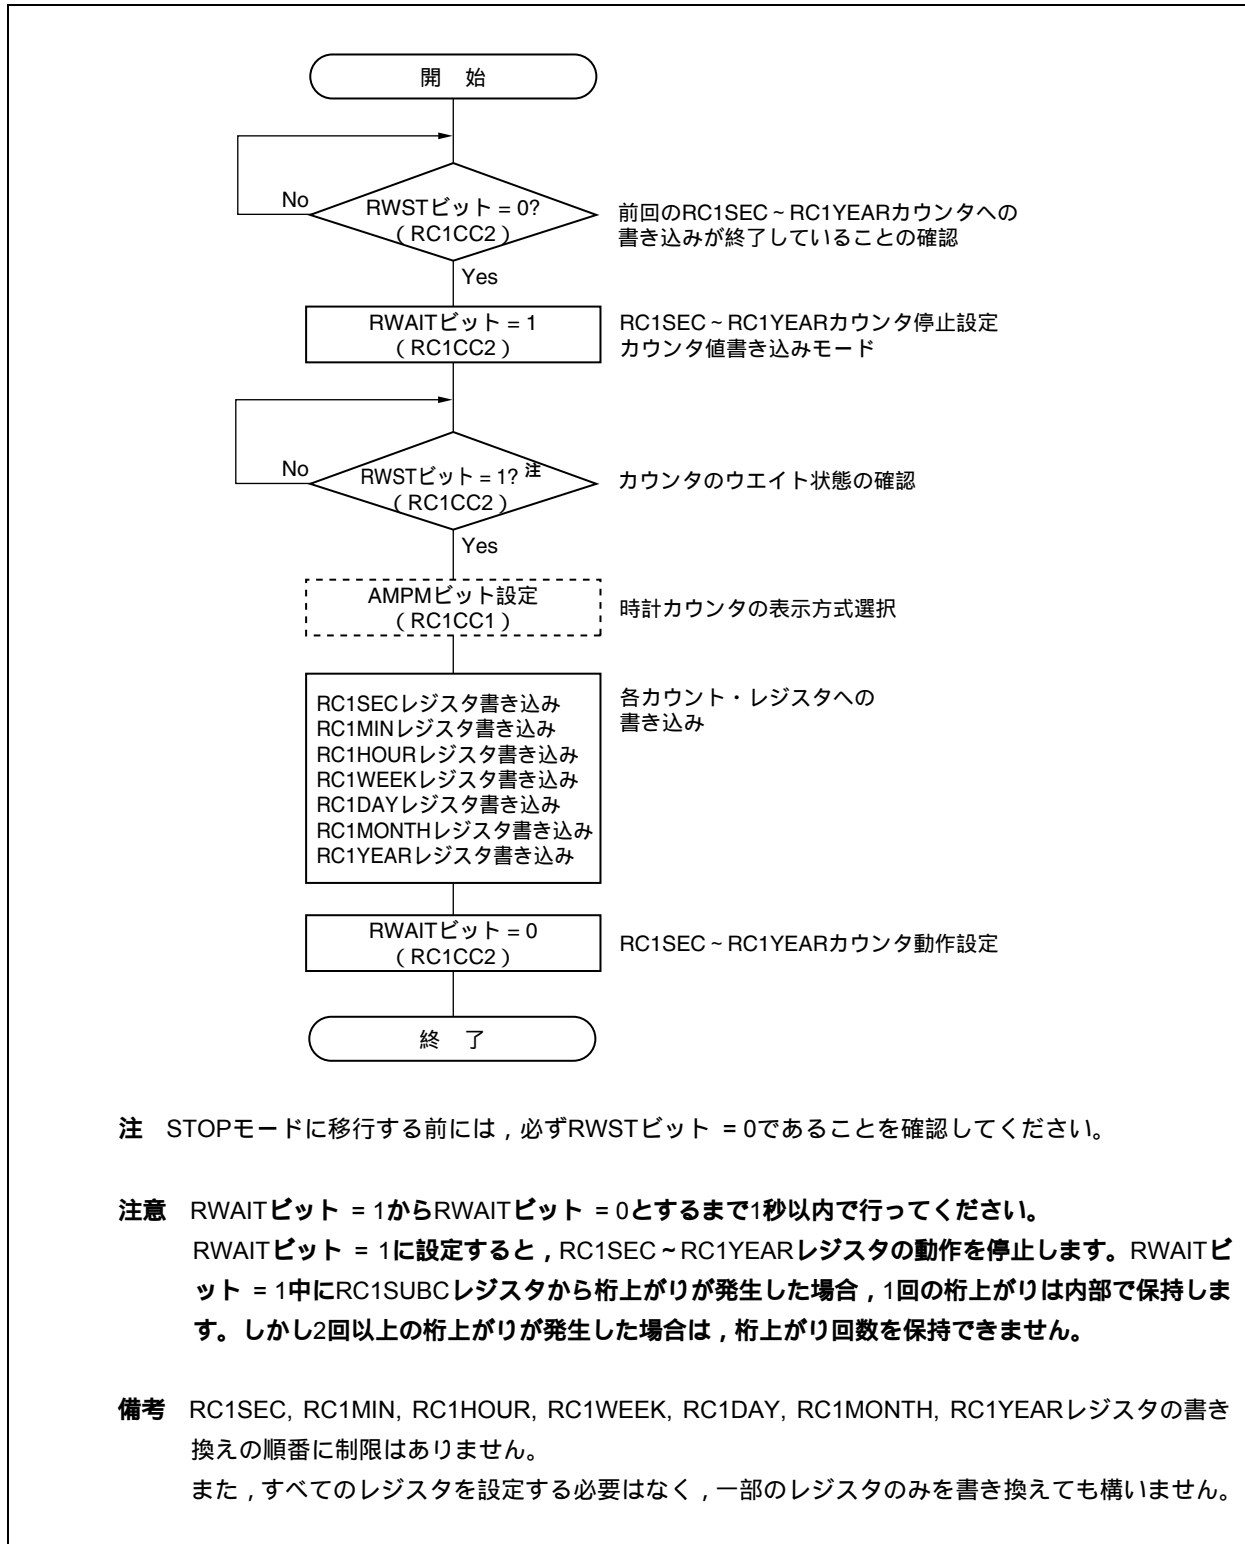 開 始
No
RWSTビット = 0?
( RC1CC2 )
前回のRC1SEC~RC1YEARカウンタへの
書き込みが終了していることの確認
Yes
RWAITビット = 1
( RC1CC2 )
RC1SEC~RC1YEARカウンタ停止設定
カウンタ値書き込みモード
No
RWSTビット = 1? 注
( RC1CC2 )
カウンタのウエイト状態の確認
Yes
AMPMビット設定
( RC1CC1 )
時計カウンタの表示方式選択
RC1SECレジスタ書き込み
RC1MINレジスタ書き込み
RC1HOURレジスタ書き込み
RC1WEEKレジスタ書き込み
RC1DAYレジスタ書き込み
RC1MONTHレジスタ書き込み
RC1YEARレジスタ書き込み
各カウント・レジスタへの
書き込み
RWAITビット = 0
( RC1CC2 )
RC1SEC~RC1YEARカウンタ動作設定
終 了
注 STOPモードに移行する前には,必ずRWSTビット = 0であることを確認してください。
注意 RWAITビット = 1からRWAITビット = 0とするまで1秒以内で行ってください。
RWAITビット = 1に設定すると,RC1SEC~RC1YEARレジスタの動作を停止します。RWAITビ
ット = 1中にRC1SUBCレジスタから桁上がりが発生した場合,1回の桁上がりは内部で保持しま
す。しかし2回以上の桁上がりが発生した場合は,桁上がり回数を保持できません。
備考 RC1SEC, RC1MIN, RC1HOUR, RC1WEEK, RC1DAY, RC1MONTH, RC1YEARレジスタの書き
換えの順番に制限はありません。
また,すべてのレジスタを設定する必要はなく,一部のレジスタのみを書き換えても構いません。